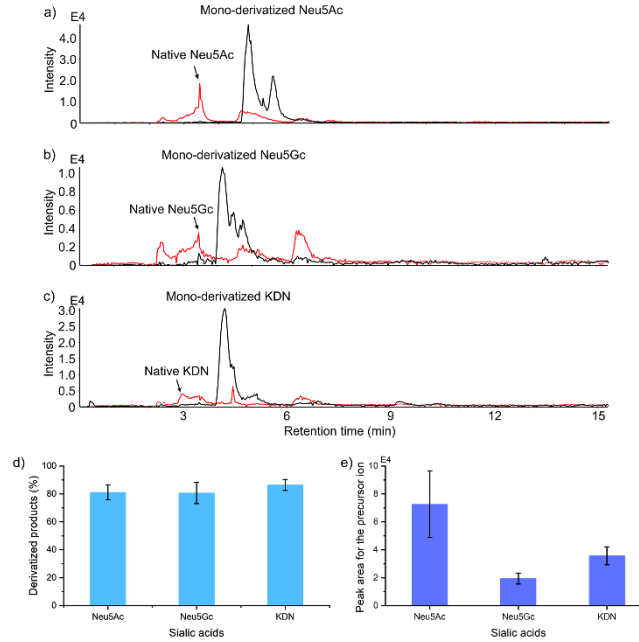 a)
Mono-derivatized Neu5Ac
E4
Native Neu5Ac
Intensity
4.0
3.0
2.0
1.0
0
b)
Mono-derivatized Neu5Gc
E4
Native Neu5Gc
Intensity
1.0
0.8
0.6
0.4
0.2
0
c)
Mono-derivatized KDN
E4
Native KDN
Intensity
3.0
2.5
2.0
1.5
1.0
0.5
0
3 6 9 12 15
Retention time (min)
d)
Derivatized products (%)
100
80
60
40
20
0
Neu5Ac Neu5Gc KDN
Sialic acids
e)
E4
Peak area for the precursor ion
10
8
6
4
2
0
Neu5Ac Neu5Gc KDN
Sialic acids